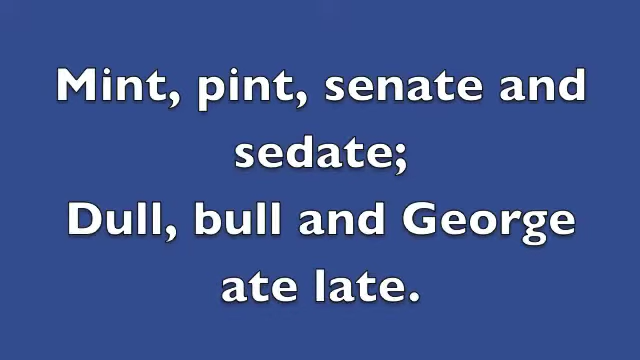 Mint, pint, senate and
sedate;
Dull, bull and George
ate late.